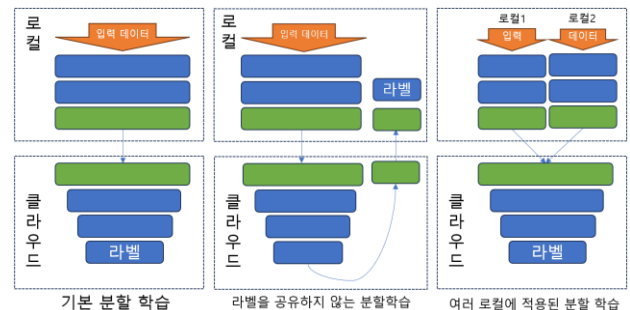 로컬
입력 데이터
클라우드
라벨
기본 분할 학습
로컬
입력 데이터
라벨
클라우드
라벨을 공유하지 않는 분할학습
로컬1
로컬2
입력
데이터
클라우드
라벨
여러 로컬에 적용된 분할 학습